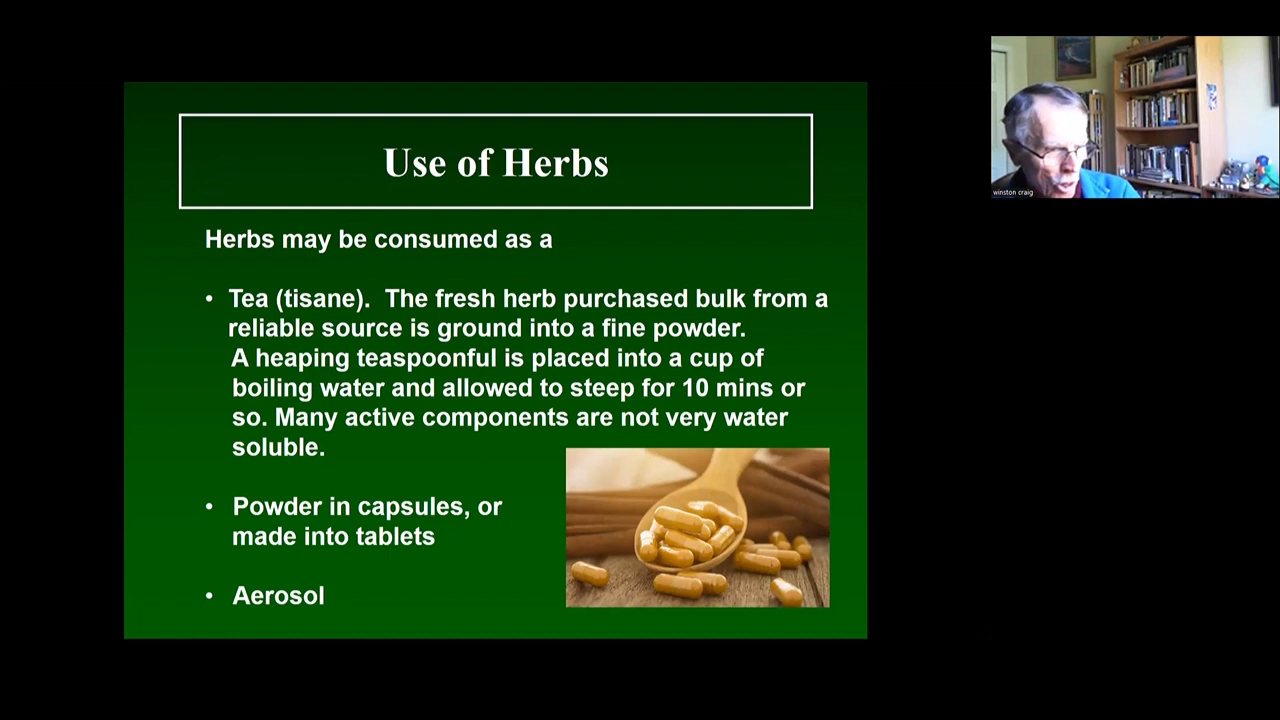 Use of Herbs
Herbs may be consumed as a
• Tea (tisane).  The fresh herb purchased bulk from a
reliable source is ground into a fine powder.
A heaping teaspoonful is placed into a cup of
boiling water and allowed to steep for 10 mins or
so. Many active components are not very water
soluble.
• Powder in capsules, or
made into tablets
• Aerosol
winston craig